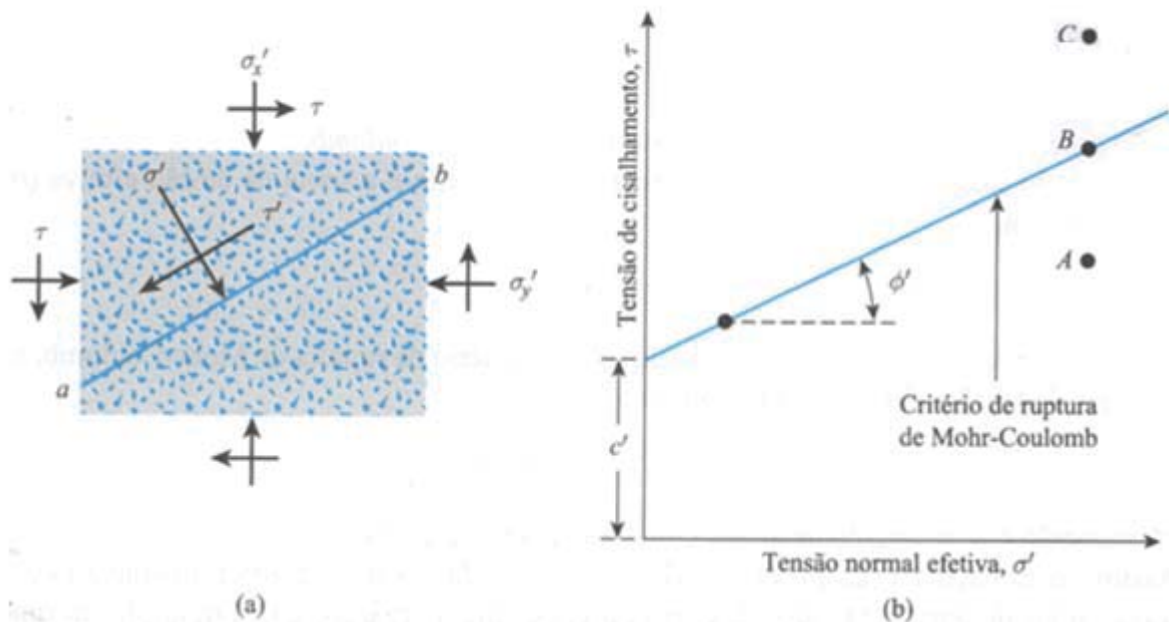 σx′
τ
σ′
b
τ′
τ
σy′
a
(a)
Tensão de cisalhamento, τ
C
B
A
ϕ′
Critério de ruptura
de Mohr-Coulomb
c′
Tensão normal efetiva, σ′
(b)